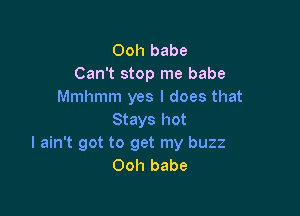 Ooh babe
Can't stop me babe
Mmhmm yes I does that
Stays hot
I ain't got to get my buzz
Ooh babe